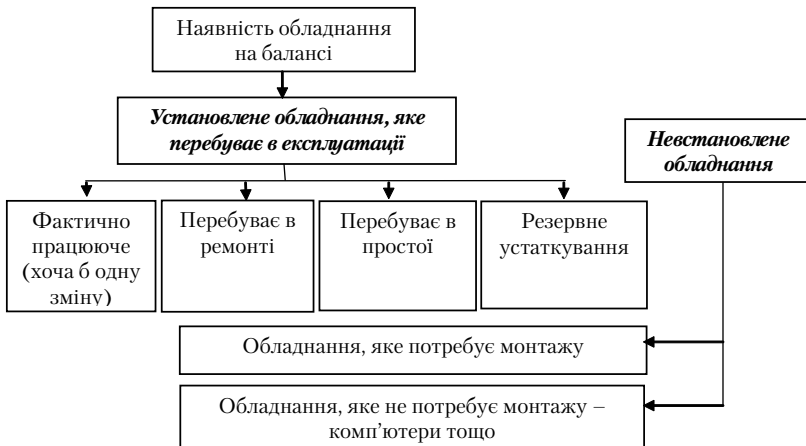 Наявність обладнання
на балансі
Установлене обладнання, яке
перебуває в експлуатації
Невстановлене
обладнання
Фактично
працююче
(хоча б одну
зміну)
Перебуває в
ремонті
Перебуває в
простої
Резервне
устаткування
Обладнання, яке потребує монтажу
Обладнання, яке не потребує монтажу –
комп’ютери тощо